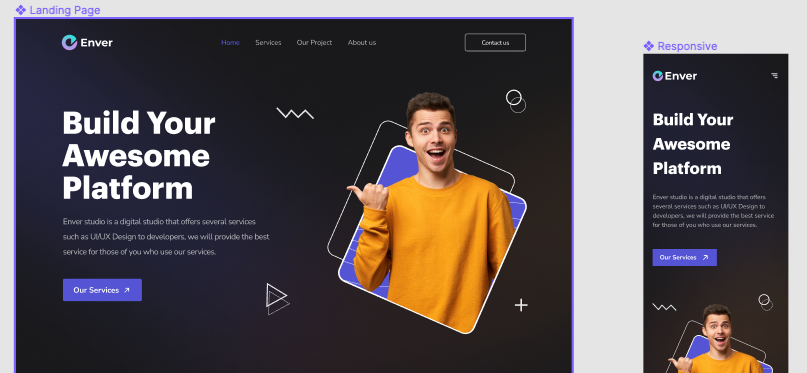 Landing Page
Enver
Home
Services
Our Project
About us
Contact us
Build Your
Awesome
Platform
Enver studio is a digital studio that offers several services
such as UI/UX Design to developers, we will provide the best
service for those of you who use our services.
Our Services
Responsive
Enver
Build Your
Awesome
Platform
Enver studio is a digital studio that offers
several services such as UI/UX Design to
developers, we will provide the best service
for those of you who use our services.
Our Services